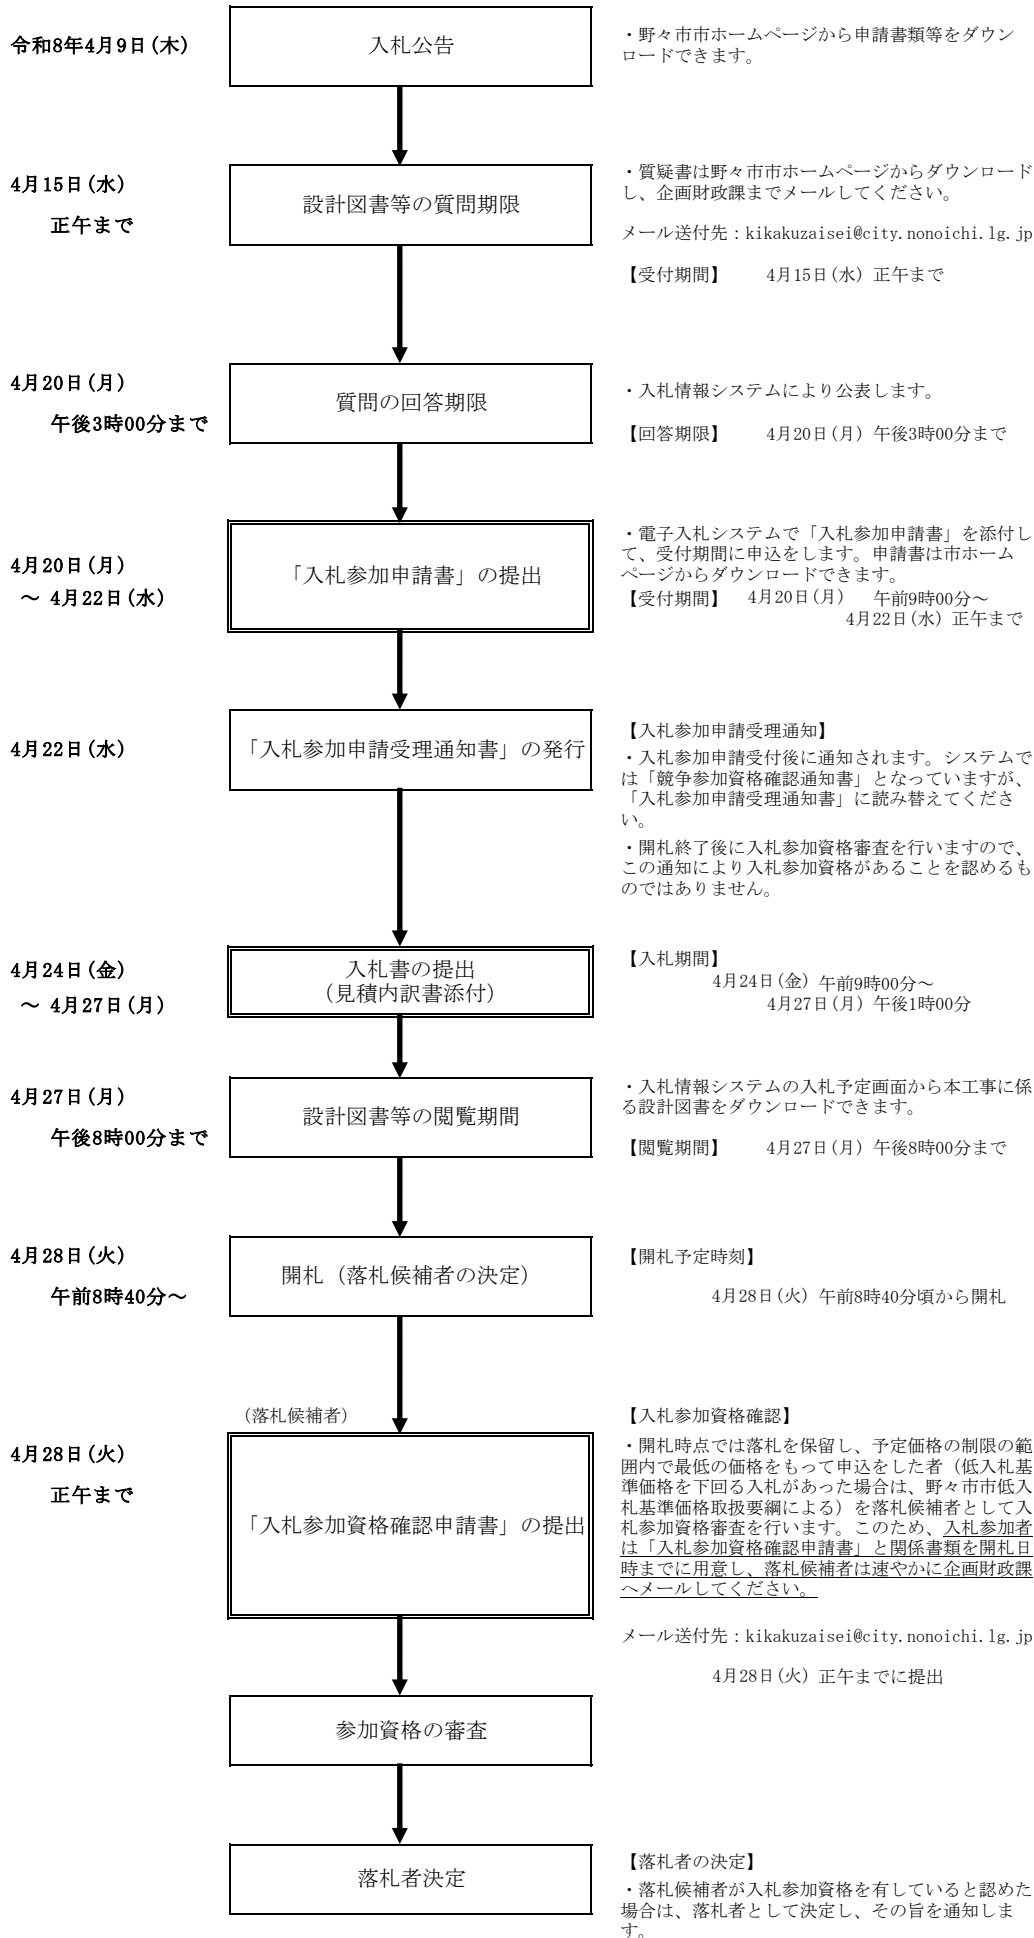 令和8年4月9日(木)
入札公告
・野々市市ホームページから申請書類等をダウン
ロードできます。
4月15日(水)
正午まで
設計図書等の質問期限
・質疑書は野々市市ホームページからダウンロード
し、企画財政課までメールしてください。
メール送付先：kikakuzaisei@city.nonoichi.lg.jp
【受付期間】　4月15日(水) 正午まで
4月20日(月)
午後3時00分まで
質問の回答期限
・入札情報システムにより公表します。
【回答期限】　4月20日(月) 午後3時00分まで
4月20日(月)
～ 4月22日(水)
「入札参加申請書」の提出
・電子入札システムで「入札参加申請書」を添付し
て、受付期間に申込をします。申請書は市ホーム
ページからダウンロードできます。
【受付期間】　4月20日(月)　午前9時00分～
4月22日(水) 正午まで
4月22日(水)
「入札参加申請受理通知書」の発行
【入札参加申請受理通知】
・入札参加申請受付後に通知されます。システムで
は「競争参加資格確認通知書」となっていますが、
「入札参加申請受理通知書」に読み替えてくださ
い。
・開札終了後に入札参加資格審査を行いますので、
この通知により入札参加資格があることを認めるも
のではありません。
4月24日(金)
～ 4月27日(月)
入札書の提出
(見積内訳書添付)
【入札期間】
4月24日(金) 午前9時00分～
4月27日(月) 午後1時00分
4月27日(月)
午後8時00分まで
設計図書等の閲覧期間
・入札情報システムの入札予定画面から本工事に係
る設計図書をダウンロードできます。
【閲覧期間】　4月27日(月) 午後8時00分まで
4月28日(火)
午前8時40分～
開札（落札候補者の決定）
【開札予定時刻】
4月28日(火) 午前8時40分頃から開札
（落札候補者）
4月28日(火)
正午まで
「入札参加資格確認申請書」の提出
【入札参加資格確認】
・開札時点では落札を保留し、予定価格の制限の範
囲内で最低の価格をもって申込をした者（低入札基
準価格を下回る入札があった場合は、野々市市低入
札基準価格取扱要綱による）を落札候補者として入
札参加資格審査を行います。このため、入札参加者
は「入札参加資格確認申請書」と関係書類を開札日
時までに用意し、落札候補者は速やかに企画財政課
へメールしてください。
メール送付先：kikakuzaisei@city.nonoichi.lg.jp
4月28日(火) 正午までに提出
参加資格の審査
落札者決定
【落札者の決定】
・落札候補者が入札参加資格を有していると認めた
場合は、落札者として決定し、その旨を通知しま
す。